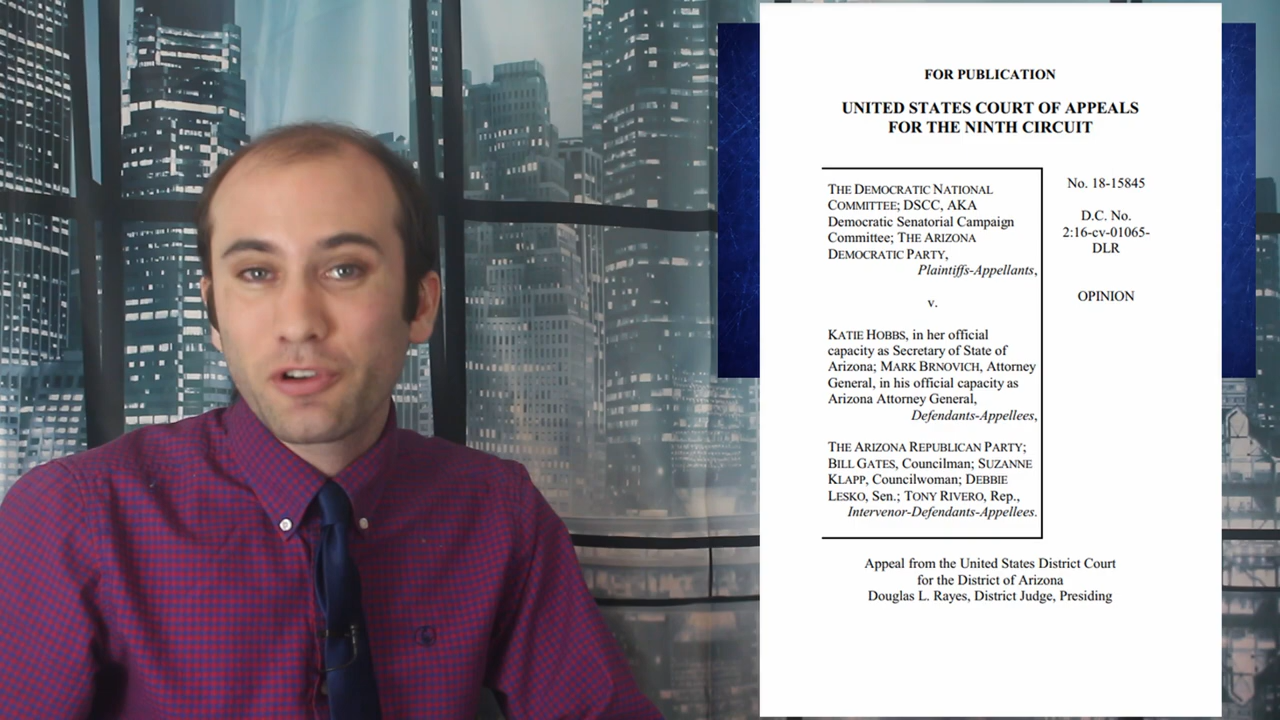 FOR PUBLICATION
UNITED STATES COURT OF APPEALS
FOR THE NINTH CIRCUIT
THE DEMOCRATIC NATIONAL
COMMITTEE; DSCC, AKA
Democratic Senatorial Campaign
Committee; THE ARIZONA
DEMOCRATIC PARTY,
Plaintiffs-Appellants,
v.
KATIE HOBBS, in her official
capacity as Secretary of State of
Arizona; MARK BRNOVICH, Attorney
General, in his official capacity as
Arizona Attorney General,
Defendants-Appellees,
THE ARIZONA REPUBLICAN PARTY;
BILL GATES, Councilman; SUZANNE
KLAPP, Councilwoman; DEBBIE
LESKO, Sen.; TONY RIVERO, Rep.,
Intervenor-Defendants-Appellees.
No. 18-15845
D.C. No.
2:16-cv-01065-
DLR
OPINION
Appeal from the United States District Court
for the District of Arizona
Douglas L. Rayes, District Judge, Presiding